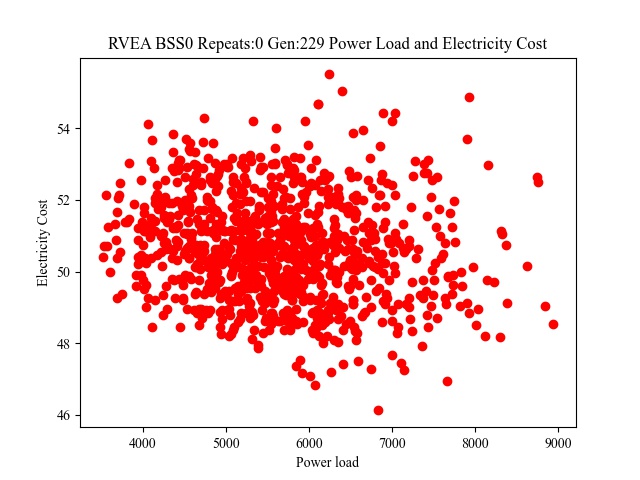 RVEA BSS0 Repeats:0 Gen:229 Power Load and Electricity Cost
54
52
50
48
46
Electricity Cost
4000 5000 6000 7000 8000 9000
Power load